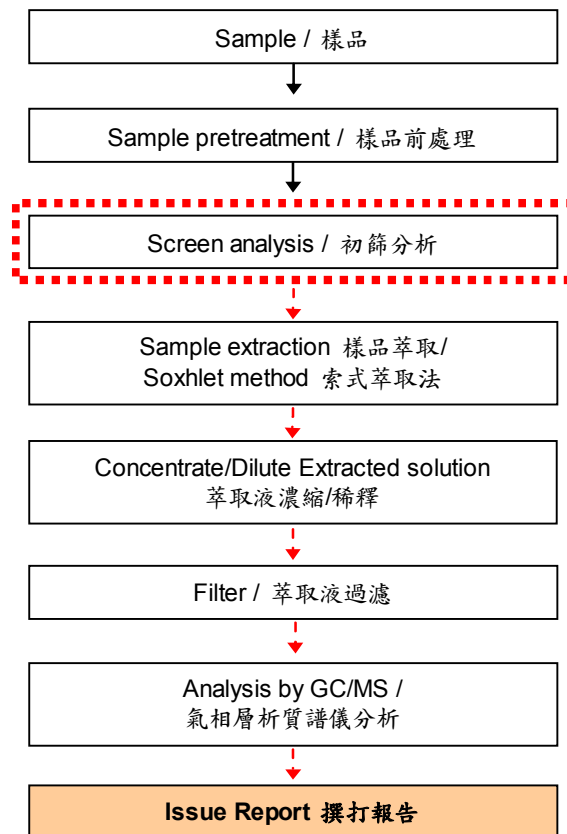 Sample / 樣品
Sample pretreatment / 樣品前處理
Screen analysis / 初篩分析
Sample extraction 樣品萃取/
Soxhlet method 索式萃取法
Concentrate/Dilute Extracted solution
萃取液濃縮/稀釋
Filter / 萃取液過濾
Analysis by GC/MS /
氣相層析質譜儀分析
Issue Report 撰打報告